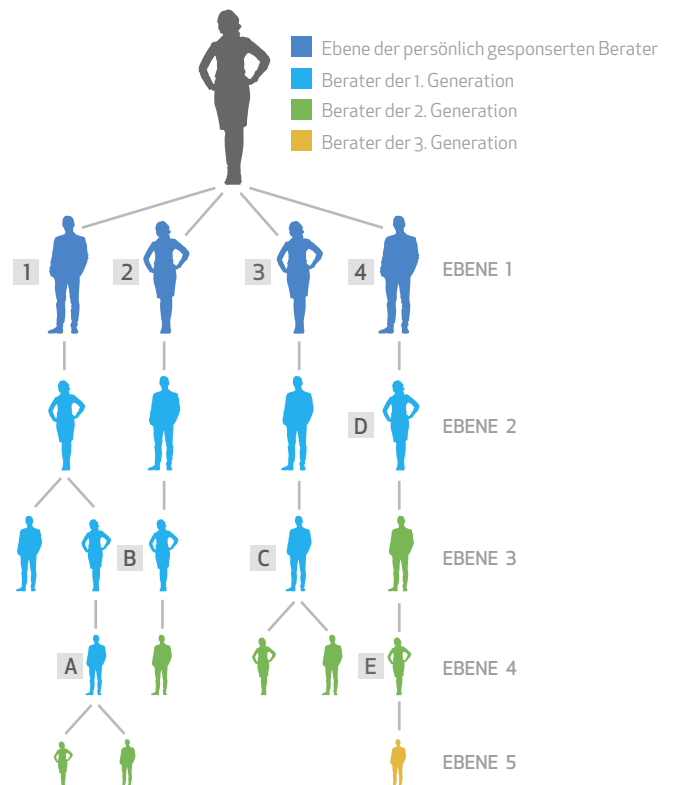 Ebene der persönlich gesponserten Berater
Berater der 1. Generation
Berater der 2. Generation
Berater der 3. Generation
1 2 3 4 EBENE 1
D EBENE 2
B C EBENE 3
A E EBENE 4
EBENE 5